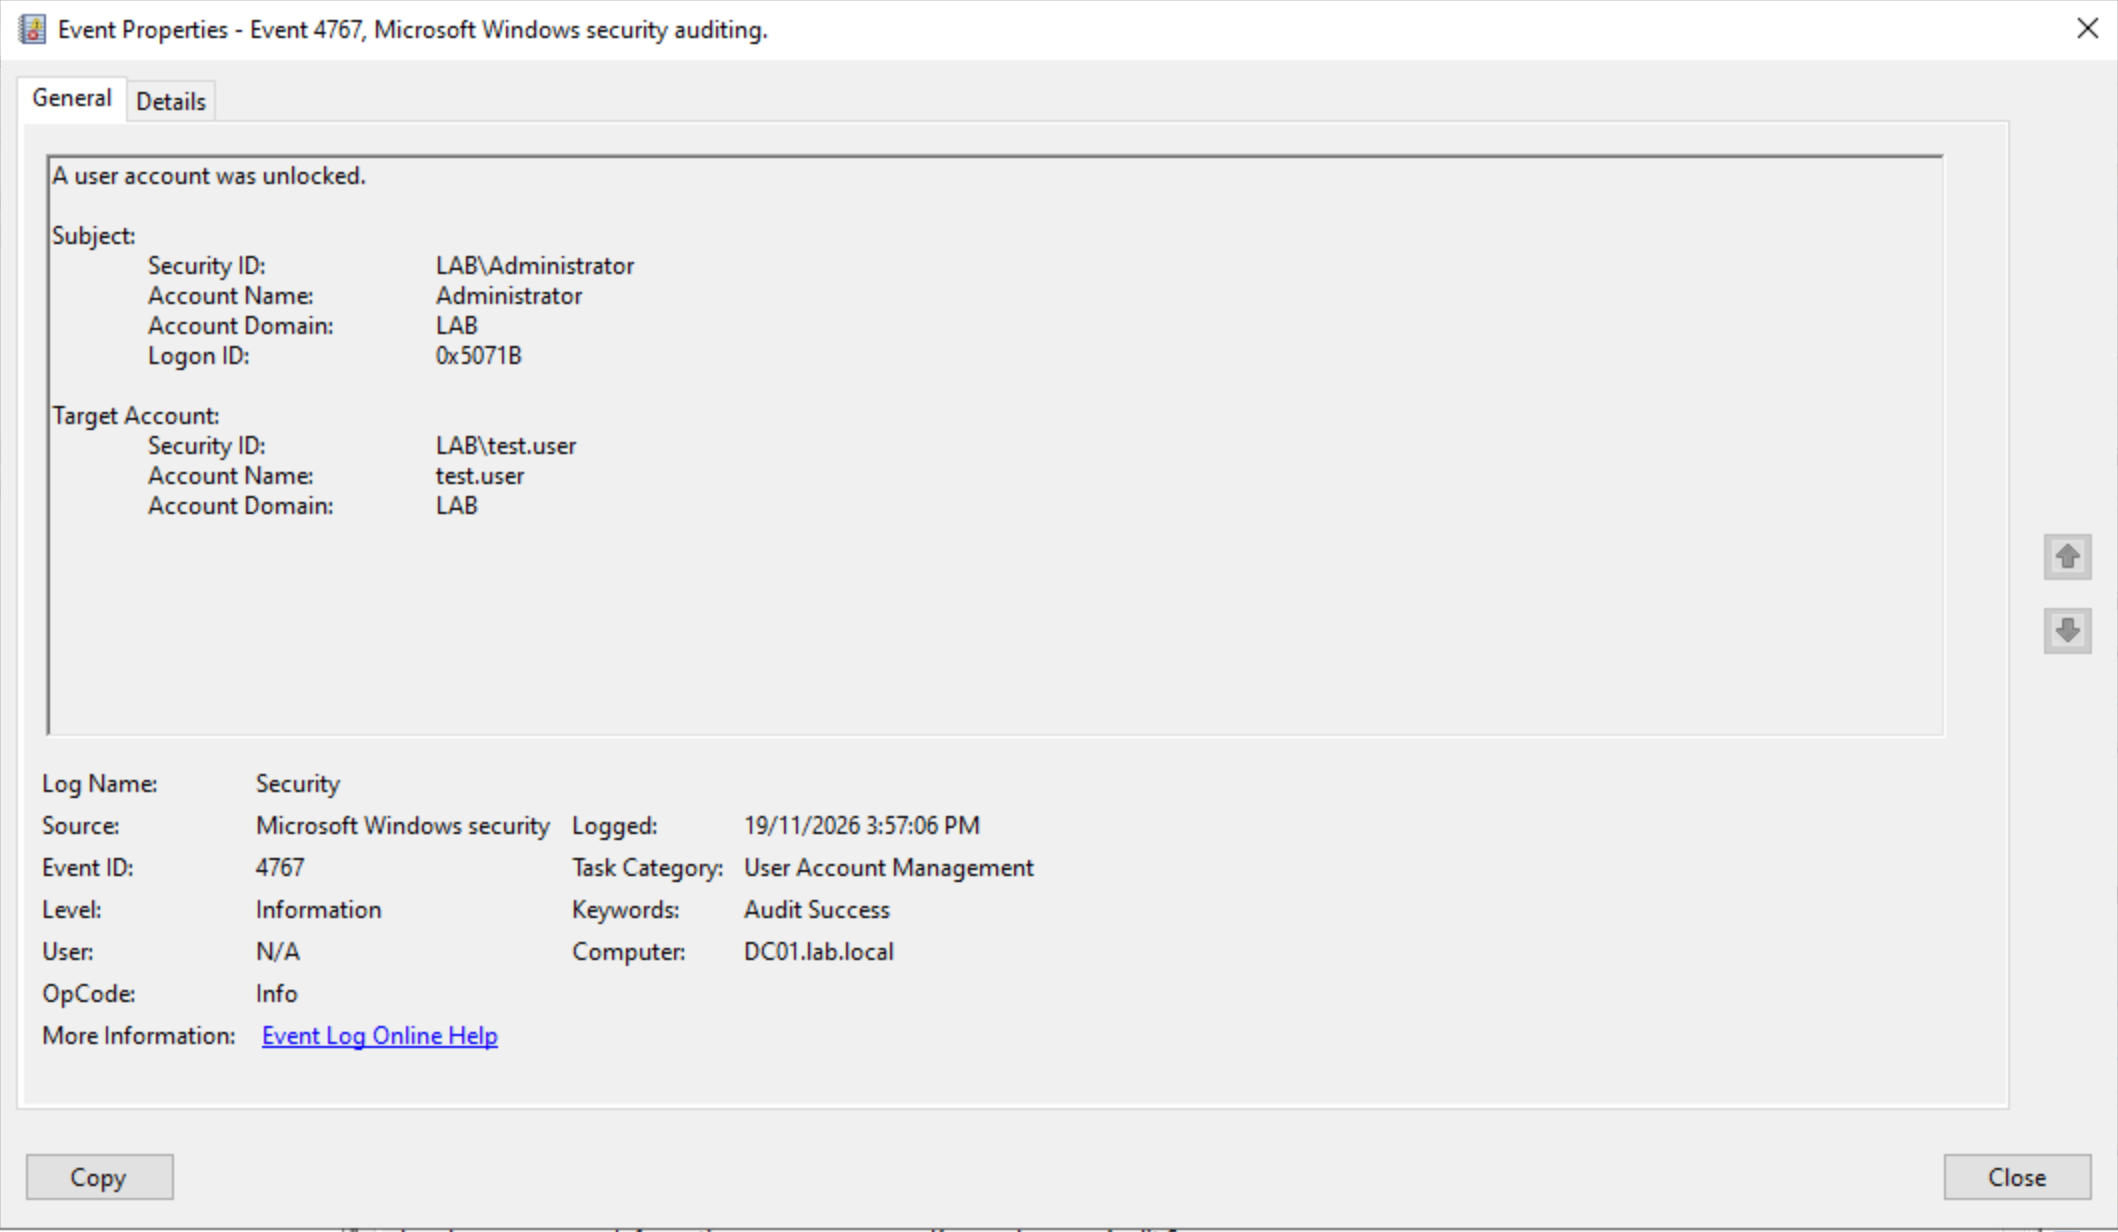 Event Properties - Event 4767, Microsoft Windows security auditing.
General Details
A user account was unlocked.
Subject:
Security ID: LAB\Administrator
Account Name: Administrator
Account Domain: LAB
Logon ID: 0x5071B
Target Account:
Security ID: LAB\test.user
Account Name: test.user
Account Domain: LAB
Log Name: Security
Source: Microsoft Windows security Logged: 19/11/2026 3:57:06 PM
Event ID: 4767 Task Category: User Account Management
Level: Information Keywords: Audit Success
User: N/A Computer: DC01.lab.local
OpCode: Info
More Information: Event Log Online Help
Copy Close